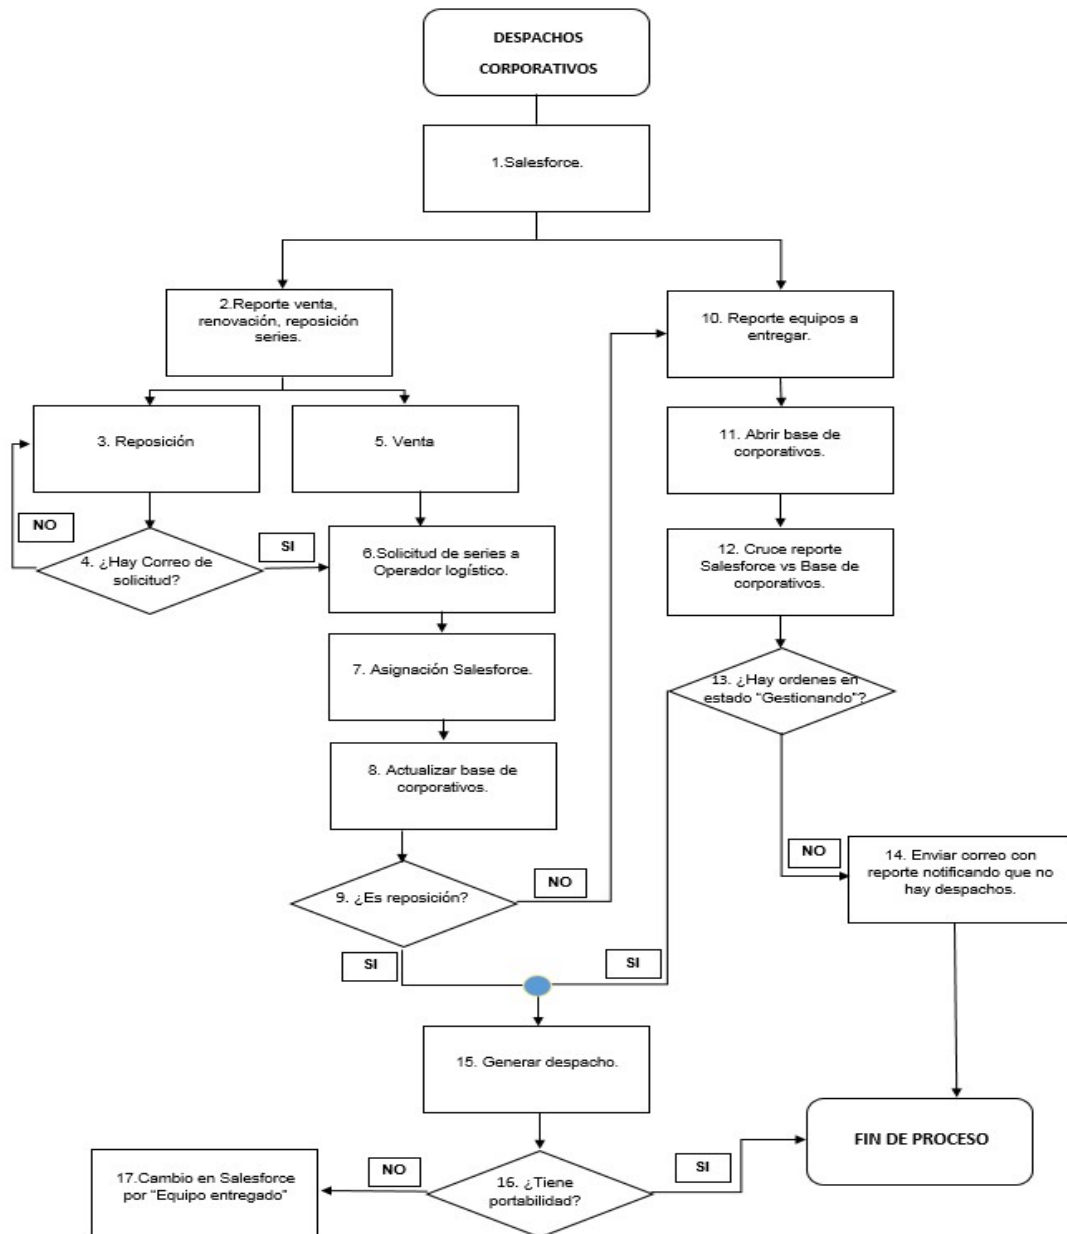 DESPACHOS
CORPORATIVOS
1.Salesforce.
2.Reporte venta,
renovación, reposición
series.
10. Reporte equipos a
entregar.
3. Reposición
5. Venta
11. Abrir base de
corporativos.
NO
4. ¿Hay Correo de
solicitud?
SI
6.Solicitud de series a
Operador logístico.
12. Cruce reporte
Salesforce vs Base de
corporativos.
7. Asignación Salesforce.
13. ¿Hay ordenes en
estado "Gestionando"?
8. Actualizar base de
corporativos.
9. ¿Es reposición?
NO
NO
14. Enviar correo con
reporte notificando que no
hay despachos.
SI
SI
15. Generar despacho.
FIN DE PROCESO
16. ¿Tiene
portabilidad?
NO
SI
17.Cambio en Salesforce
por "Equipo entregado"